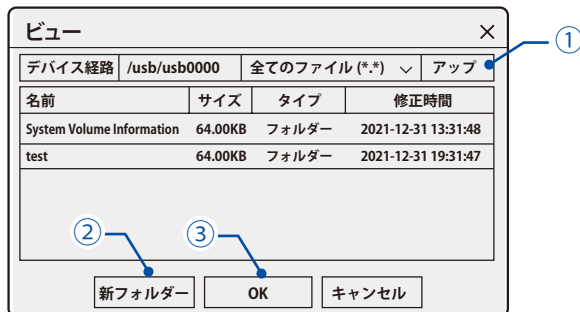 ビュー ×
①
デバイス経路 /usb/usb0000 全てのファイル (*.*) アップ
名前 サイズ タイプ 修正時間
System Volume Information 64.00KB フォルダー 2021-12-31 13:31:48
test 64.00KB フォルダー 2021-12-31 19:31:47
② ③
新フォルダー OK キャンセル